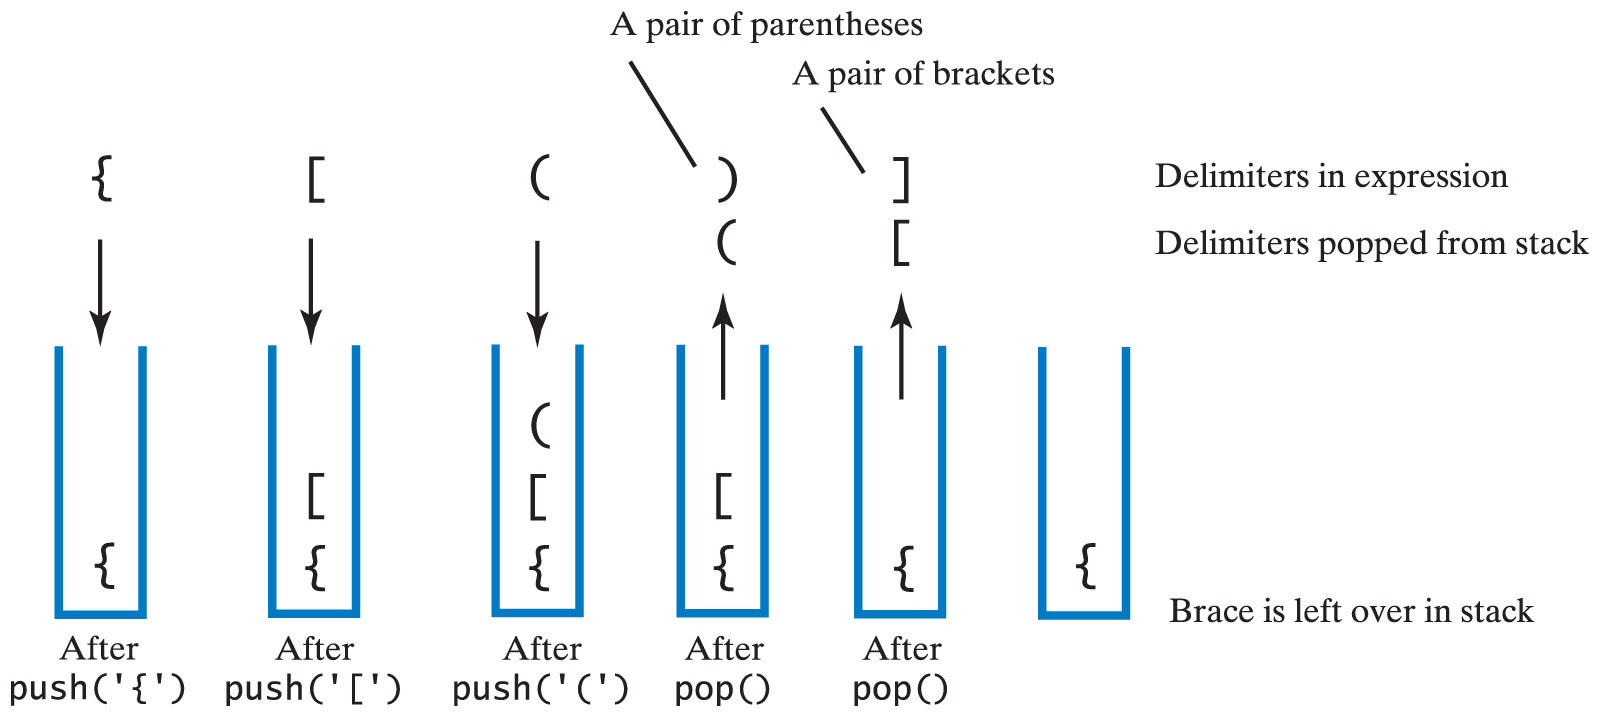 A pair of parentheses
A pair of brackets
{ [ ( ) ] Delimiters in expression
( [ Delimiters popped from stack
(
[ [ [
{ { { { { {
Brace is left over in stack
After After After After After
push('{') push('[') push('(') pop() pop()